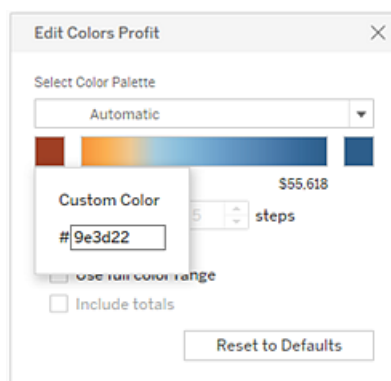 Edit Colors Profit
Select Color Palette
Automatic
$55,618
Custom Color
#9e3d22
5 steps
Use full color range
Include totals
Reset to Defaults